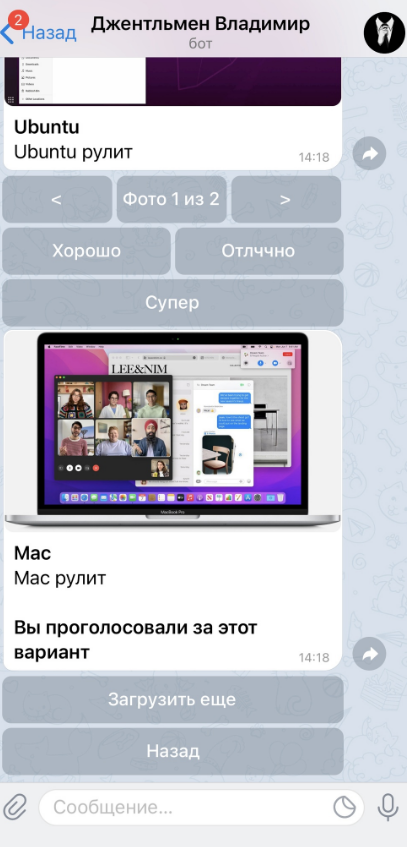 2
Назад
Джентльмен Владимир
бот
Ubuntu
Ubuntu рулит
14:18
<
Фото 1 из 2
>
Хорошо
Отлччно
Супер
LEE&NIM
MacBook Pro
Mac
Mac рулит
Вы проголосовали за этот
вариант
14:18
Загрузить еще
Назад
Сообщение...